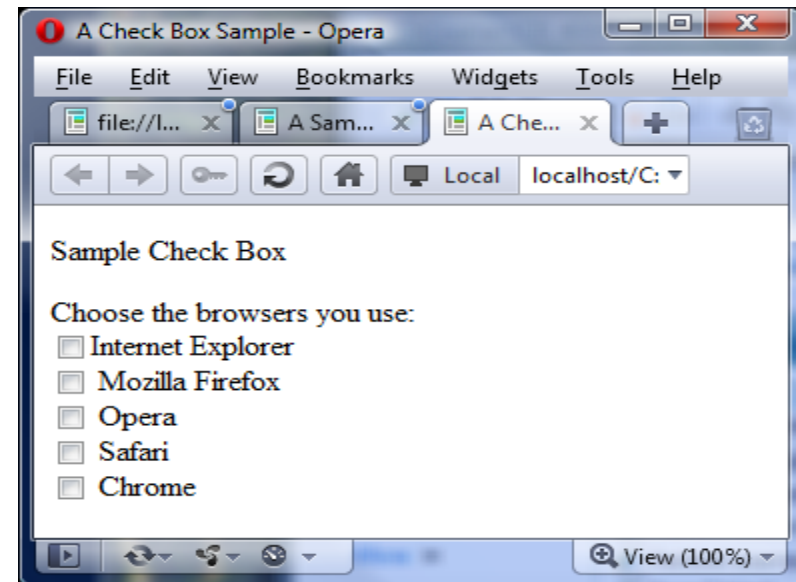 A Check Box Sample - Opera
File Edit View Bookmarks Widgets Tools Help
file://l... A Sam... A Che...
Local localhost/C:
Sample Check Box
Choose the browsers you use:
Internet Explorer
Mozilla Firefox
Opera
Safari
Chrome
View (100%)